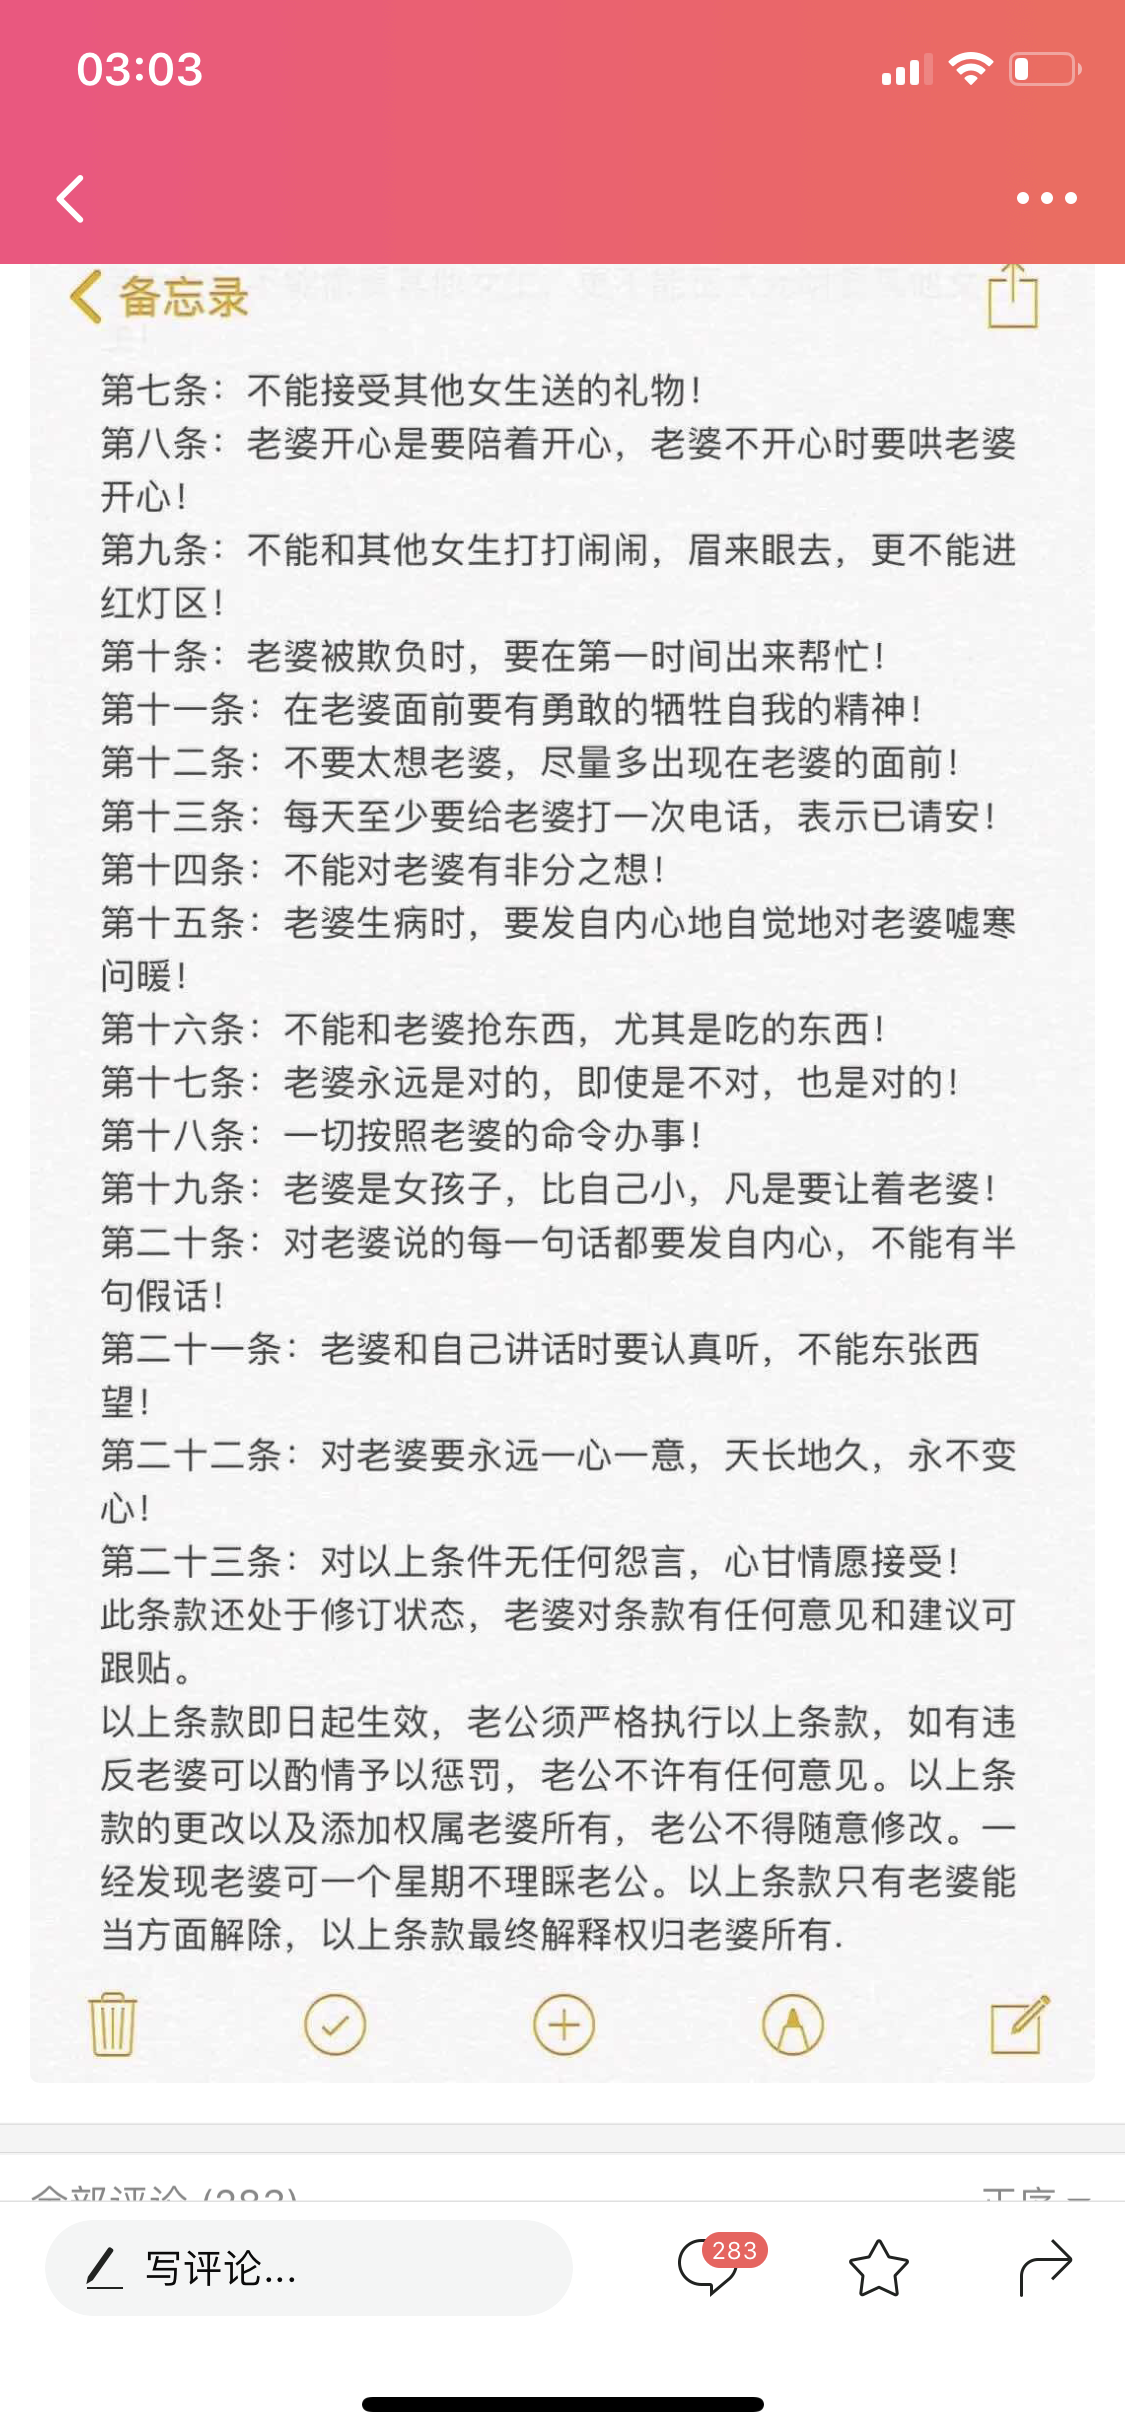 03:03
备忘录
第七条：不能接受其他女生送的礼物！
第八条：老婆开心是要陪着开心，老婆不开心时要哄老婆
开心！
第九条：不能和其他女生打打闹闹，眉来眼去，更不能进
红灯区！
第十条：老婆被欺负时，要在第一时间出来帮忙！
第十一条：在老婆面前要有勇敢的牺牲自我的精神！
第十二条：不要太想老婆，尽量多出现在老婆的面前！
第十三条：每天至少要给老婆打一次电话，表示已请安！
第十四条：不能对老婆有非分之想！
第十五条：老婆生病时，要发自内心地自觉地对老婆嘘寒
问暖！
第十六条：不能和老婆抢东西，尤其是吃的东西！
第十七条：老婆永远是对的，即使是不对，也是对的！
第十八条：一切按照老婆的命令办事！
第十九条：老婆是女孩子，比自己小，凡是要让着老婆！
第二十条：对老婆说的每一句话都要发自内心，不能有半
句假话！
第二十一条：老婆和自己讲话时要认真听，不能东张西
望！
第二十二条：对老婆要永远一心一意，天长地久，永不变
心！
第二十三条：对以上条件无任何怨言，心甘情愿接受！
此条款还处于修订状态，老婆对条款有任何意见和建议可
跟贴。
以上条款即日起生效，老公须严格执行以上条款，如有违
反老婆可以酌情予以惩罚，老公不许有任何意见。以上条
款的更改以及添加权属老婆所有，老公不得随意修改。一
经发现老婆可一个星期不理睬老公。以上条款只有老婆能
当方面解除，以上条款最终解释权归老婆所有.
全部评论 (283)
正序
写评论...
283